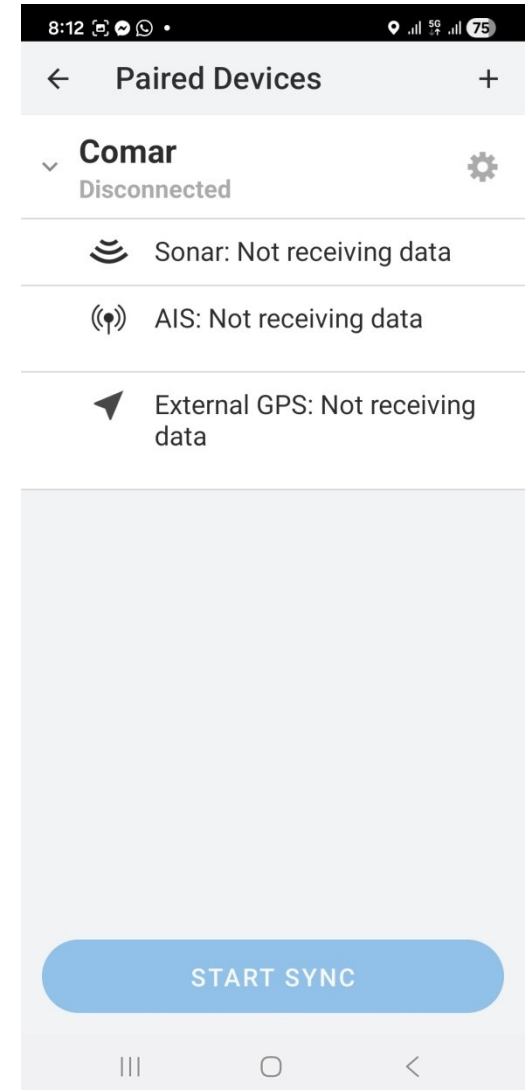 8:12 5G 75
Paired Devices
Comar
Disconnected
Sonar: Not receiving data
AIS: Not receiving data
External GPS: Not receiving
data
START SYNC